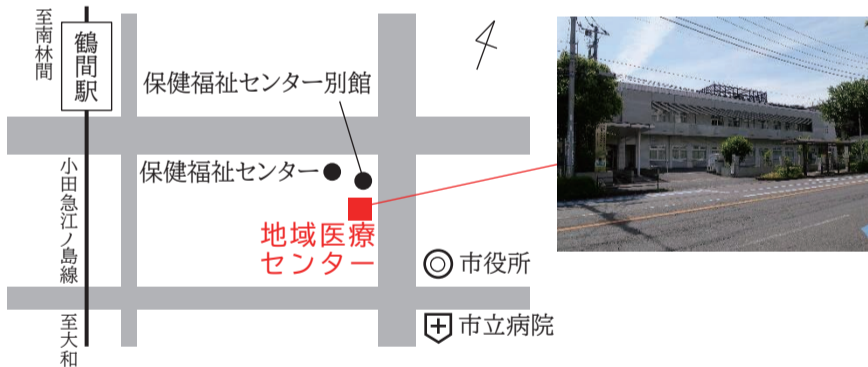 至南林間
鶴間駅
小田急江ノ島線
至大和
保健福祉センター別館
保健福祉センター
地域医療
センター
市役所
市立病院